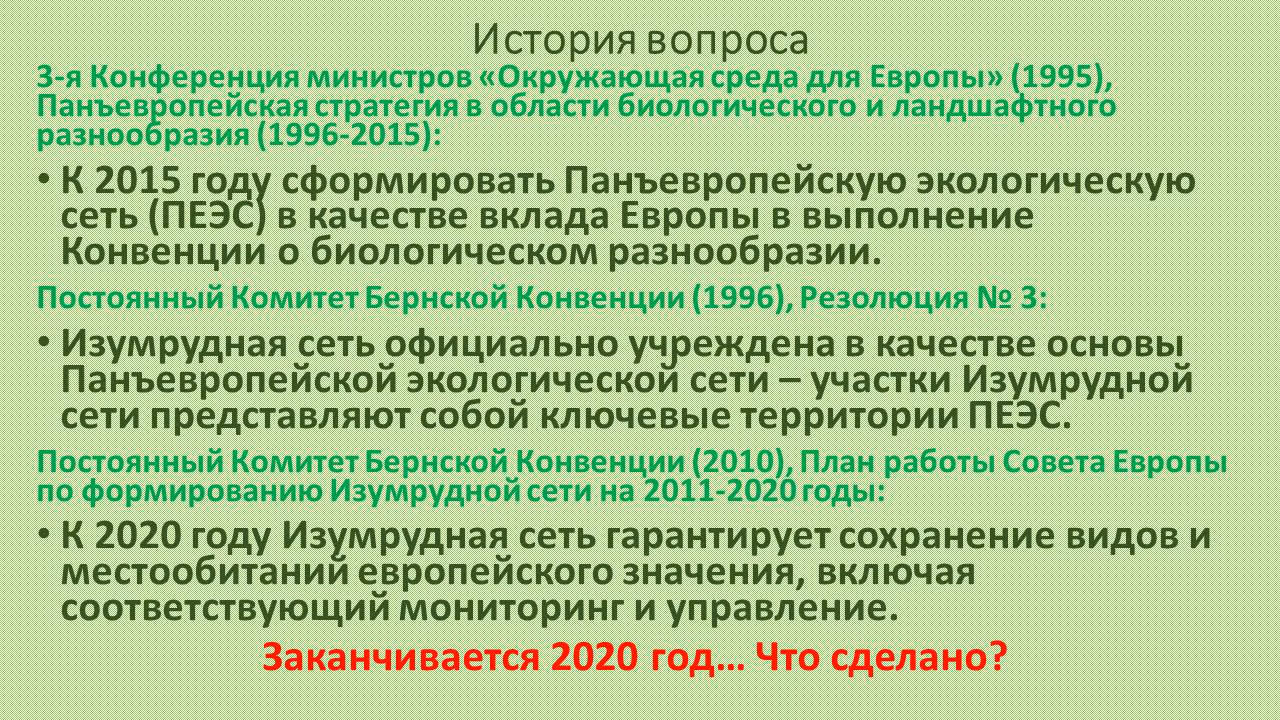 История вопроса
3-я Конференция министров «Окружающая среда для Европы» (1995),
Панъевропейская стратегия в области биологического и ландшафтного
разнообразия (1996-2015):
• К 2015 году сформировать Панъевропейскую экологическую
сеть (ПЕЭС) в качестве вклада Европы в выполнение
Конвенции о биологическом разнообразии.
Постоянный Комитет Бернской Конвенции (1996), Резолюция № 3:
• Изумрудная сеть официально учреждена в качестве основы
Панъевропейской экологической сети – участки Изумрудной
сети представляют собой ключевые территории ПЕЭС.
Постоянный Комитет Бернской Конвенции (2010), План работы Совета Европы
по формированию Изумрудной сети на 2011-2020 годы:
• К 2020 году Изумрудная сеть гарантирует сохранение видов и
местообитаний европейского значения, включая
соответствующий мониторинг и управление.
Заканчивается 2020 год… Что сделано?